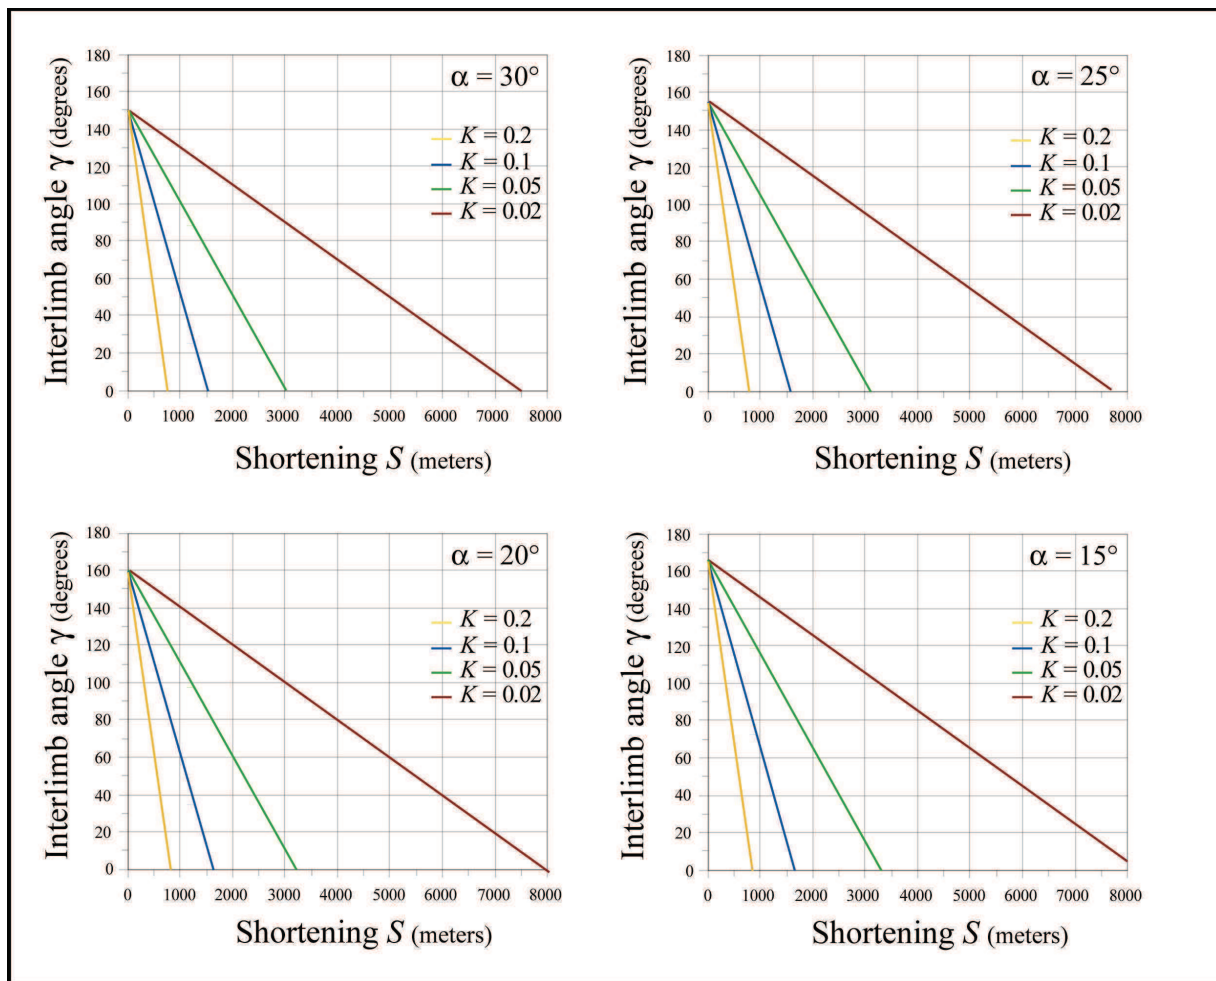 α = 30°
K = 0.2
K = 0.1
K = 0.05
K = 0.02
Interlimb angle γ (degrees)
180
160
140
120
100
80
60
40
20
0
0 1000 2000 3000 4000 5000 6000 7000 8000
Shortening S (meters)
α = 25°
K = 0.2
K = 0.1
K = 0.05
K = 0.02
Interlimb angle γ (degrees)
180
160
140
120
100
80
60
40
20
0
0 1000 2000 3000 4000 5000 6000 7000 8000
Shortening S (meters)
α = 20°
K = 0.2
K = 0.1
K = 0.05
K = 0.02
Interlimb angle γ (degrees)
180
160
140
120
100
80
60
40
20
0
0 1000 2000 3000 4000 5000 6000 7000 8000
Shortening S (meters)
α = 15°
K = 0.2
K = 0.1
K = 0.05
K = 0.02
Interlimb angle γ (degrees)
180
160
140
120
100
80
60
40
20
0
0 1000 2000 3000 4000 5000 6000 7000 8000
Shortening S (meters)